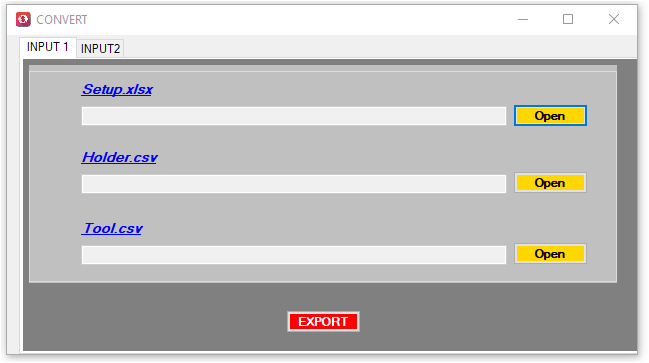 CONVERT
INPUT 1
INPUT2
Setup.xlsx
Open
Holder.csv
Open
Tool.csv
Open
EXPORT